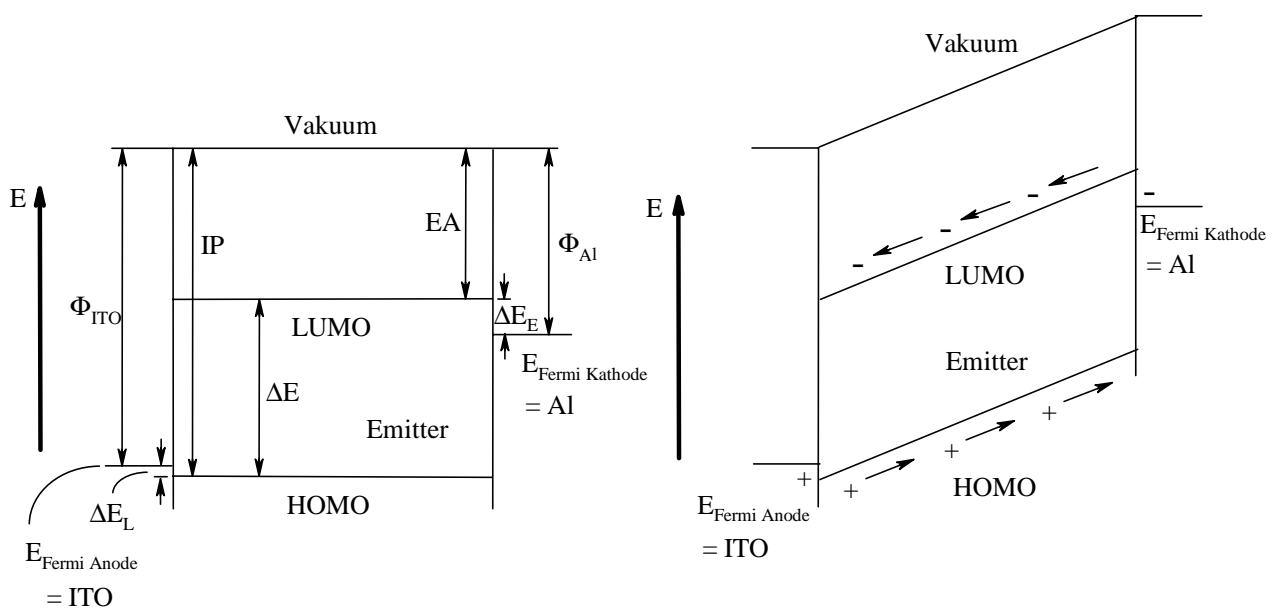 Vakuum
E
IP
EA
Φ_Al
Φ_ITO
LUMO
ΔE_E
E_Fermi Kathode
= Al
ΔE
Emitter
HOMO
ΔE_L
E_Fermi Anode
= ITO
Vakuum
E
-
-
-
-
-
E_Fermi Kathode
= Al
LUMO
Emitter
+
+
+
+
+
HOMO
E_Fermi Anode
= ITO